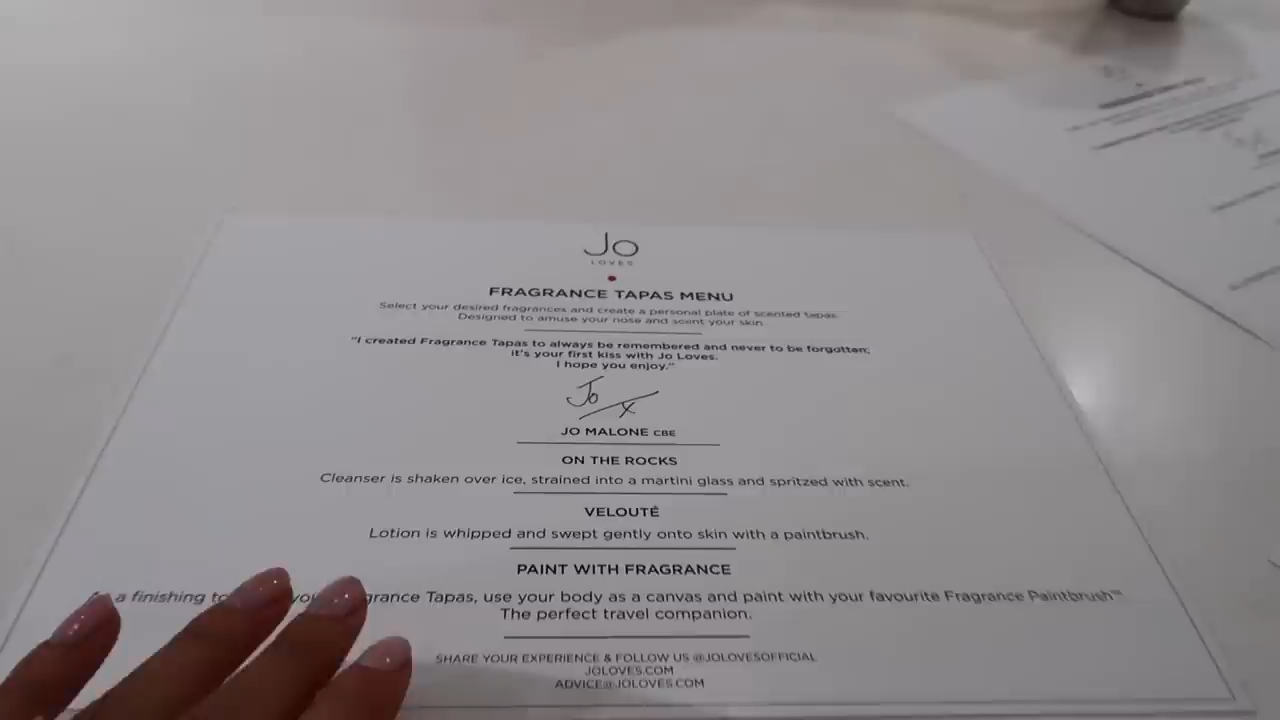 Jo
LOVES
FRAGRANCE TAPAS MENU
Select your desired fragrances and create a personal plate of scented tapas.
Designed to amuse your nose and scent your skin.
"I created Fragrance Tapas to always be remembered and never to be forgotten;
it's your first kiss with Jo Loves.
I hope you enjoy."
Jo x
JO MALONE CBE
ON THE ROCKS
Cleanser is shaken over ice, strained into a martini glass and spritzed with scent.
VELOUTÉ
Lotion is whipped and swept gently onto skin with a paintbrush.
PAINT WITH FRAGRANCE
a finishing Tapas, use your body as a canvas and paint with your favourite Fragrance Paintbrush™
The perfect travel companion.
SHARE YOUR EXPERIENCE & FOLLOW US @JOLOVESOFFICIAL
JOLOVES.COM
ADVICE@JOLOVES.COM